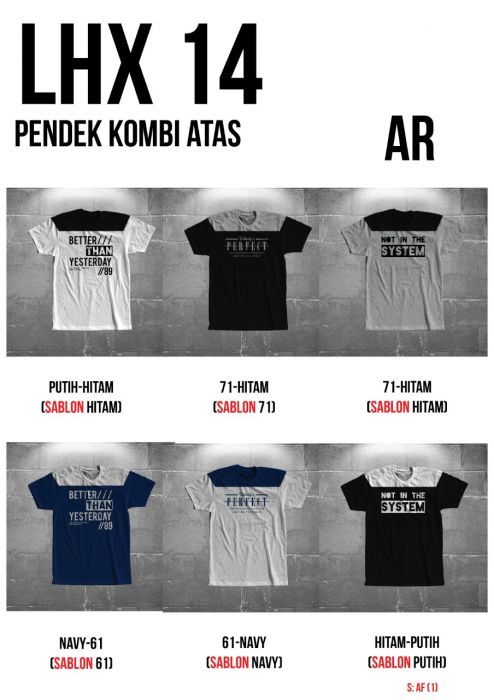 LHX 14
PENDEK KOMBI ATAS
AR
BETTER///
THAN
YESTERDAY
//89
PERFECT
NOT IN THE
SYSTEM
PUTIH-HITAM
(SABLON HITAM)
71-HITAM
(SABLON 71)
71-HITAM
(SABLON HITAM)
BETTER///
THAN
YESTERDAY
//89
PERFECT
NOT IN THE
SYSTEM
NAVY-61
(SABLON 61)
61-NAVY
(SABLON NAVY)
HITAM-PUTIH
(SABLON PUTIH)
S: AF (1)